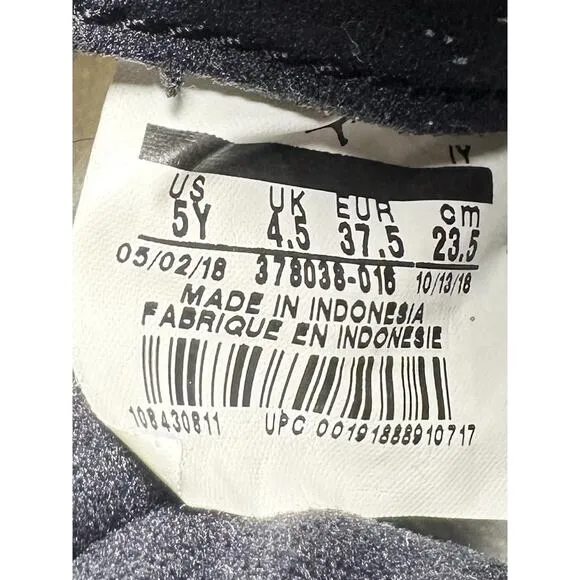 IY
US UK EUR cm
5Y 4.5 37.5 23.5
05/02/18 378038-016 10/13/18
MADE IN INDONESIA
FABRIQUE EN INDONESIE
108430811 UPC 00191888910717